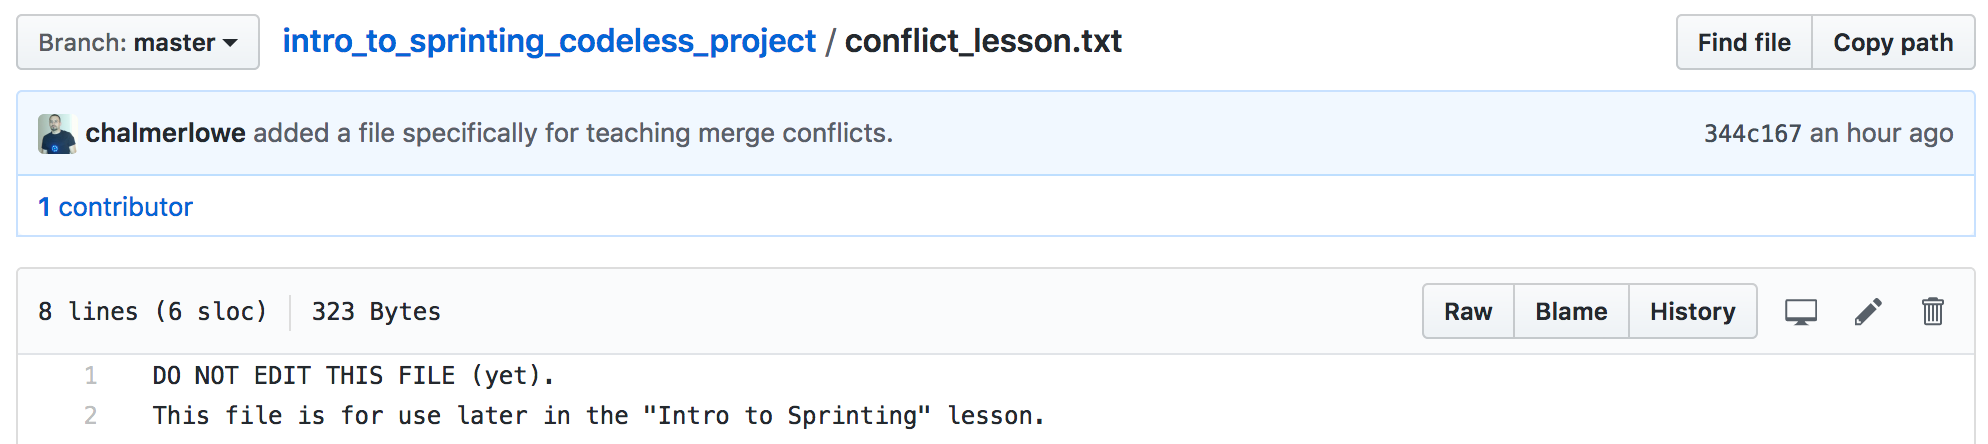 Branch: master intro_to_sprinting_codeless_project / conflict_lesson.txt Find file Copy path
chalmerlowe added a file specifically for teaching merge conflicts. 344c167 an hour ago
1 contributor
8 lines (6 sloc) 323 Bytes Raw Blame History
1 DO NOT EDIT THIS FILE (yet).
2 This file is for use later in the "Intro to Sprinting" lesson.